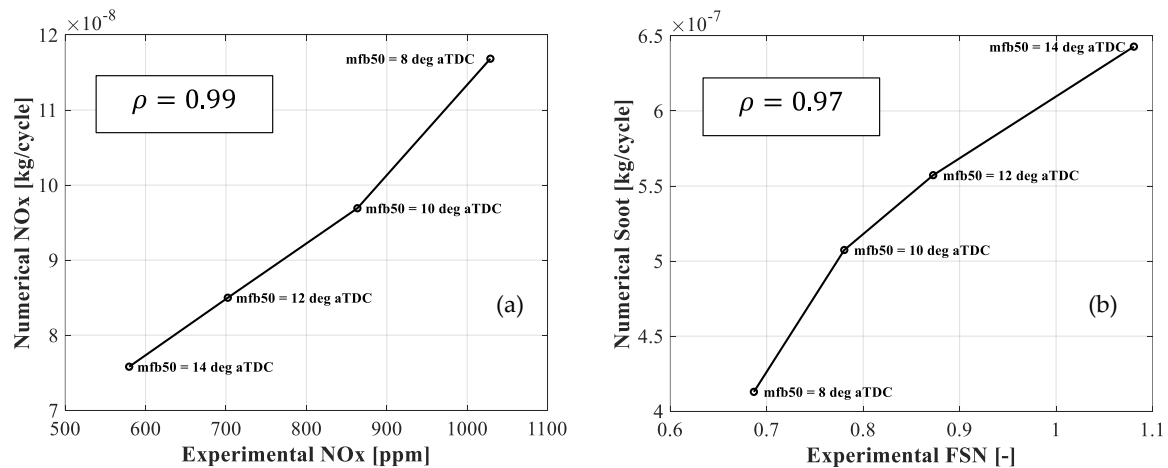 ×10⁻⁸
12
11
10
9
8
7
Numerical NOx [kg/cycle]
ρ = 0.99
mfb50 = 8 deg aTDC
mfb50 = 10 deg aTDC
mfb50 = 12 deg aTDC
mfb50 = 14 deg aTDC
(a)
500 600 700 800 900 1000 1100
Experimental NOx [ppm]
×10⁻⁷
6.5
6
5.5
5
4.5
4
Numerical Soot [kg/cycle]
ρ = 0.97
mfb50 = 14 deg aTDC
mfb50 = 12 deg aTDC
mfb50 = 10 deg aTDC
mfb50 = 8 deg aTDC
(b)
0.6 0.7 0.8 0.9 1 1.1
Experimental FSN [-]